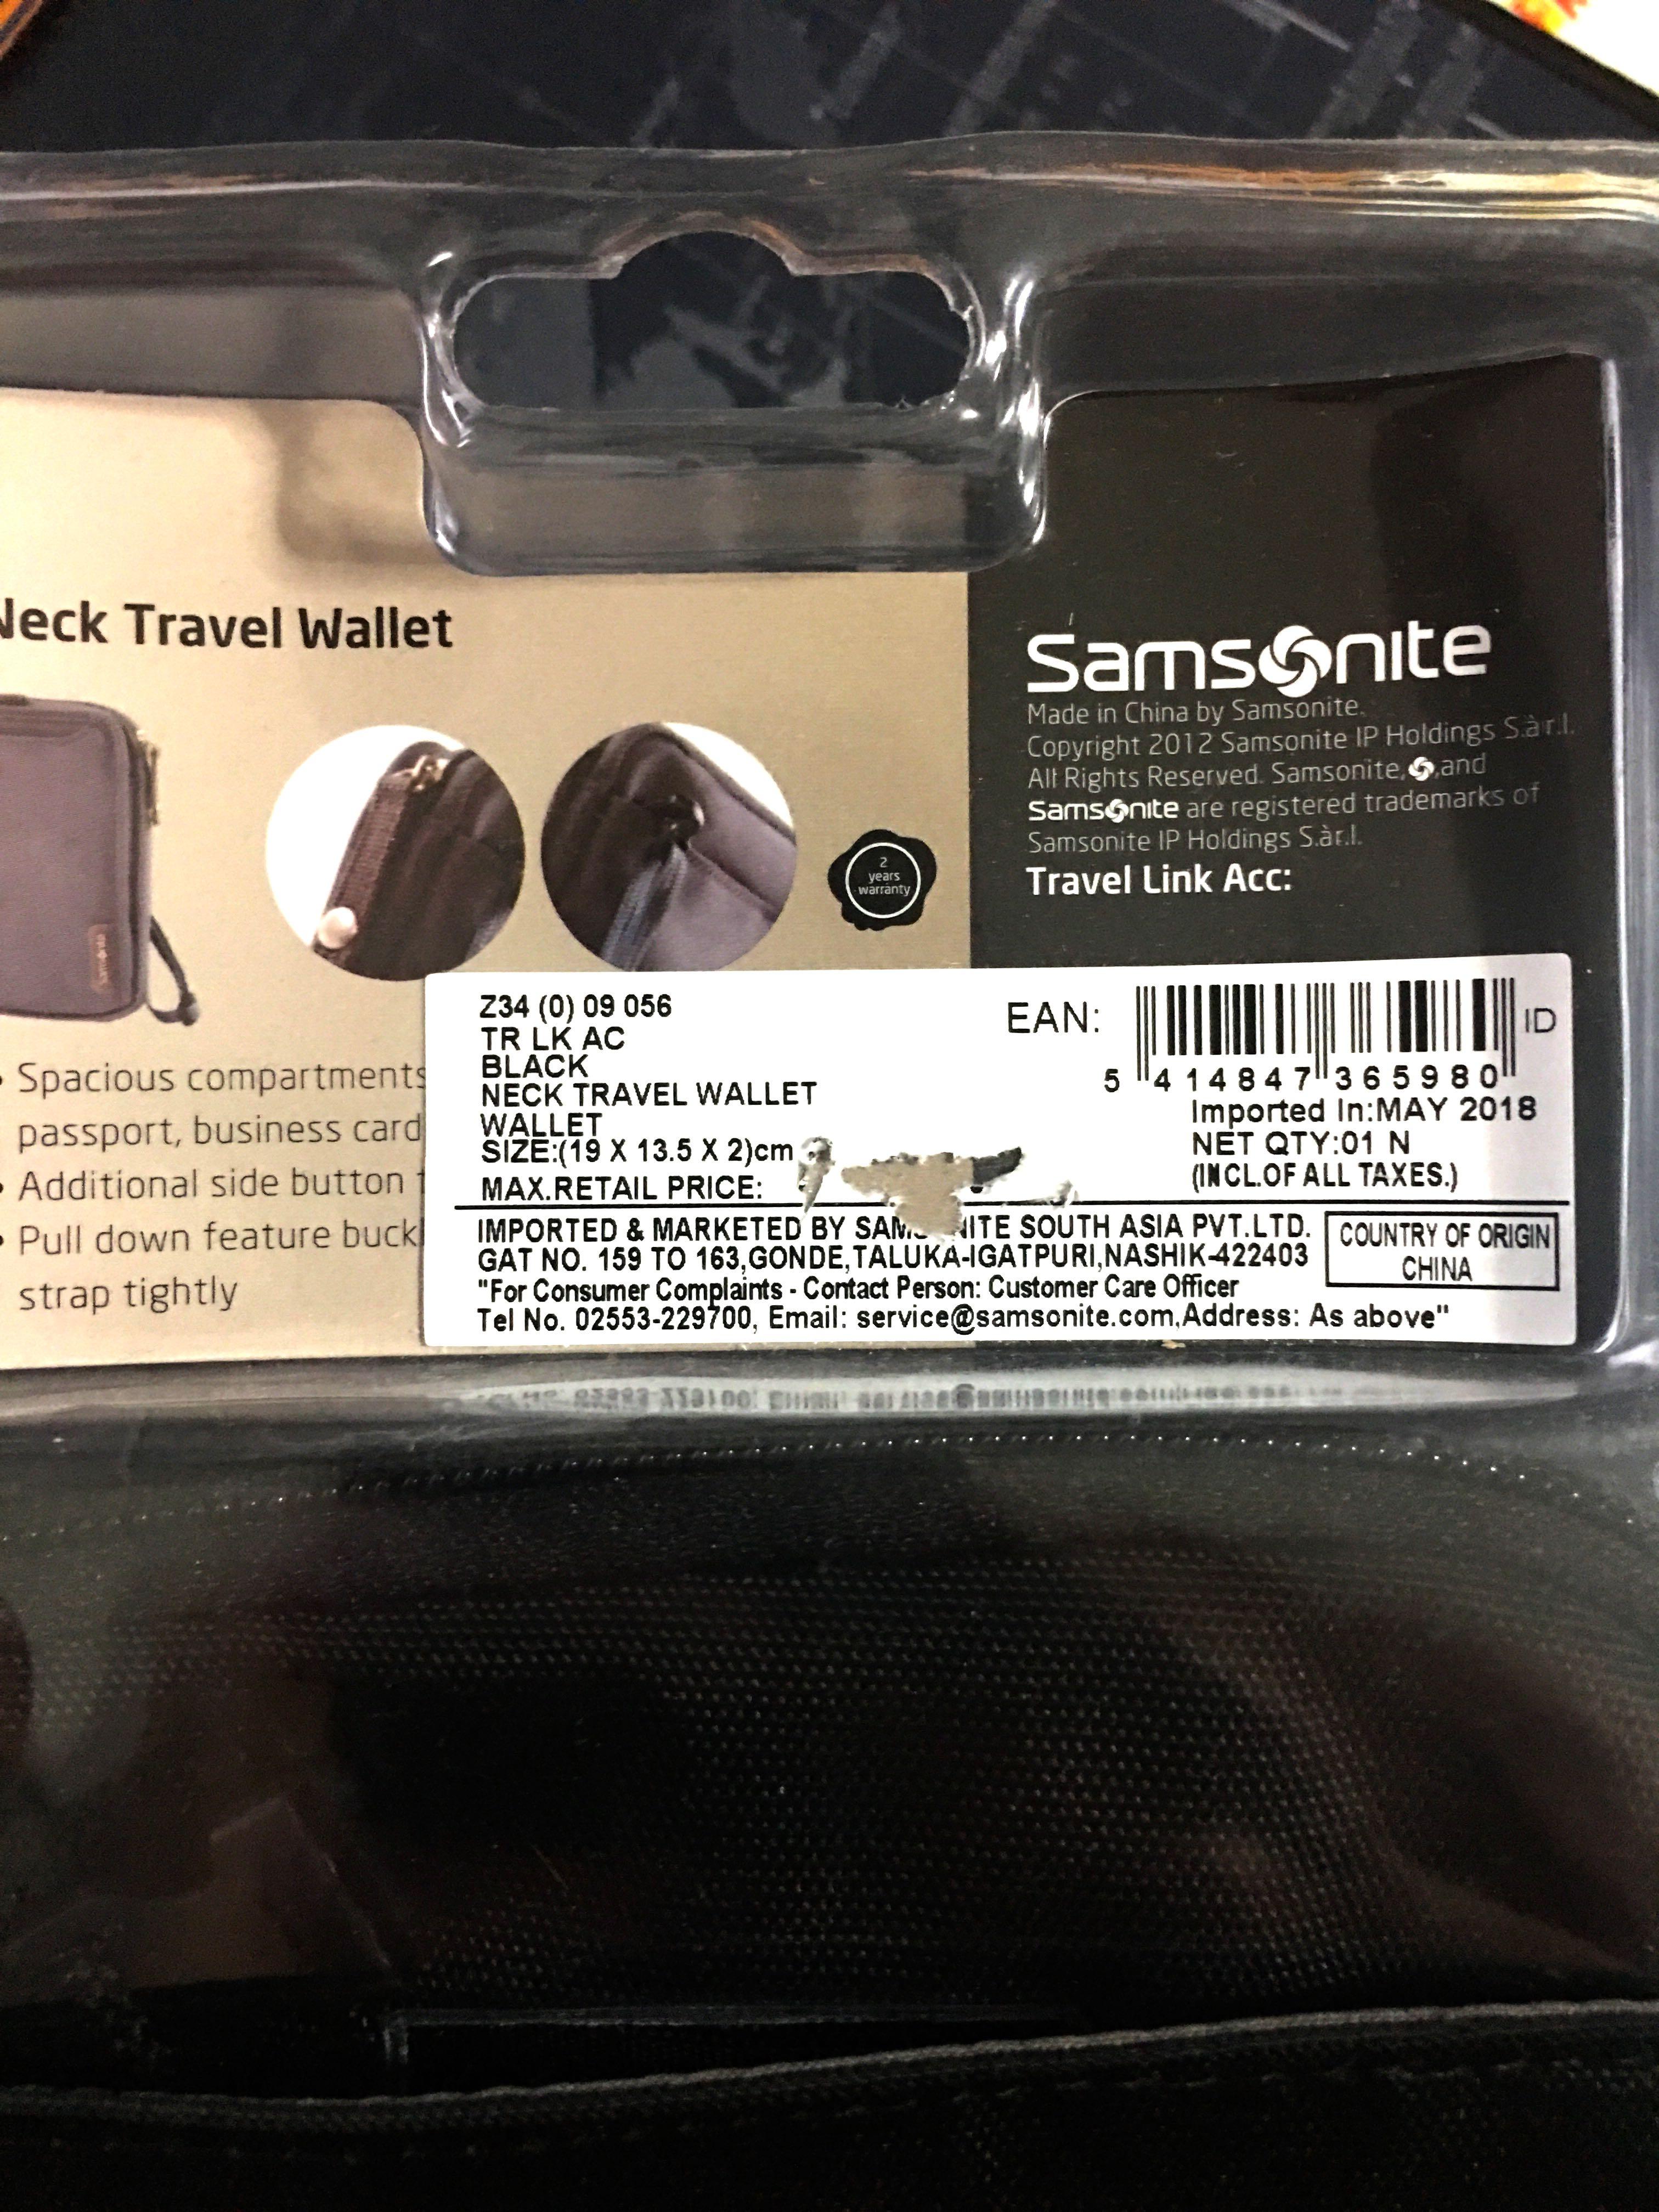 Neck Travel Wallet
2
years
warranty
• Spacious compartments
passport, business card
• Additional side button
• Pull down feature buck
strap tightly
Samsonite
Made in China by Samsonite.
Copyright 2012 Samsonite IP Holdings S.àr.l.
All Rights Reserved. Samsonite, ,and
Samsonite are registered trademarks of
Samsonite IP Holdings S.àr.l.
Travel Link Acc:
Z34 (0) 09 056
TR LK AC
BLACK
NECK TRAVEL WALLET
WALLET
SIZE:(19 X 13.5 X 2)cm
MAX.RETAIL PRICE:
EAN:
ID
5 414847 365980
Imported In:MAY 2018
NET QTY:01 N
(INCL.OF ALL TAXES.)
IMPORTED & MARKETED BY SAM NITE SOUTH ASIA PVT.LTD.
GAT NO. 159 TO 163,GONDE,TALUKA-IGATPURI,NASHIK-422403
COUNTRY OF ORIGIN
CHINA
"For Consumer Complaints - Contact Person: Customer Care Officer
Tel No. 02553-229700, Email: service@samsonite.com,Address: As above"